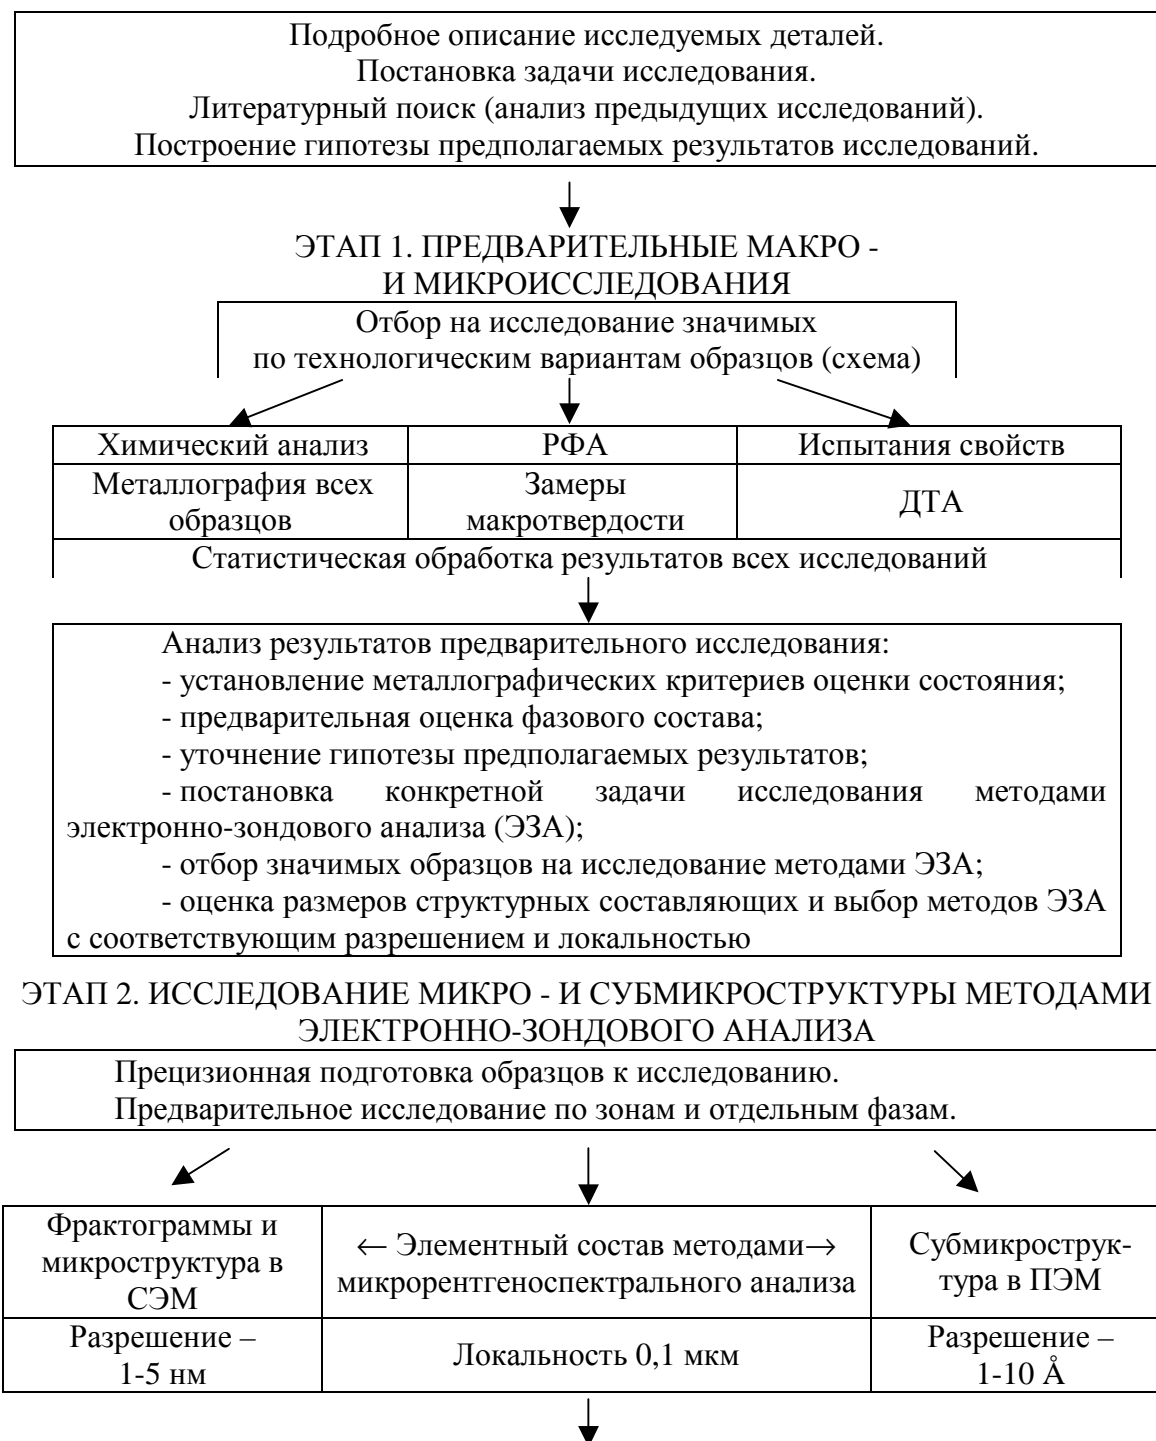 Подробное описание исследуемых деталей.
Постановка задачи исследования.
Литературный поиск (анализ предыдущих исследований).
Построение гипотезы предполагаемых результатов исследований.
ЭТАП 1. ПРЕДВАРИТЕЛЬНЫЕ МАКРО -
И МИКРОИССЛЕДОВАНИЯ
Отбор на исследование значимых
по технологическим вариантам образцов (схема)
Химический анализ
РФА
Испытания свойств
Металлография всех
образцов
Замеры
макротвердости
ДТА
Статистическая обработка результатов всех исследований
Анализ результатов предварительного исследования:
- установление металлографических критериев оценки состояния;
- предварительная оценка фазового состава;
- уточнение гипотезы предполагаемых результатов;
- постановка конкретной задачи исследования методами
электронно-зондового анализа (ЭЗА);
- отбор значимых образцов на исследование методами ЭЗА;
- оценка размеров структурных составляющих и выбор методов ЭЗА
с соответствующим разрешением и локальностью
ЭТАП 2. ИССЛЕДОВАНИЕ МИКРО - И СУБМИКРОСТРУКТУРЫ МЕТОДАМИ
ЭЛЕКТРОННО-ЗОНДОВОГО АНАЛИЗА
Прецизионная подготовка образцов к исследованию.
Предварительное исследование по зонам и отдельным фазам.
Фрактограммы и
микроструктура в
СЭМ
← Элементный состав методами→
микрорентгеноспектрального анализа
Субмикрострук-
тура в ПЭМ
Разрешение –
1-5 нм
Локальность 0,1 мкм
Разрешение –
1-10 Å